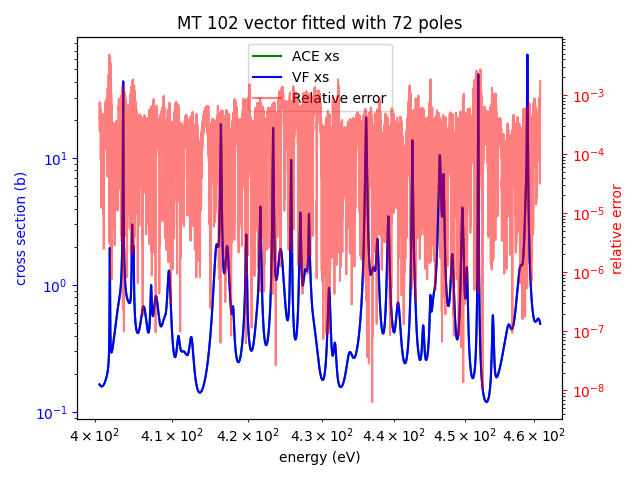 MT 102 vector fitted with 72 poles
ACE xs
VF xs
Relative error
cross section (b)
10¹
10⁰
10⁻¹
10⁻³
10⁻⁴
10⁻⁵
10⁻⁶
10⁻⁷
10⁻⁸
relative error
4 × 10² 4.1 × 10² 4.2 × 10² 4.3 × 10² 4.4 × 10² 4.5 × 10² 4.6 × 10²
energy (eV)